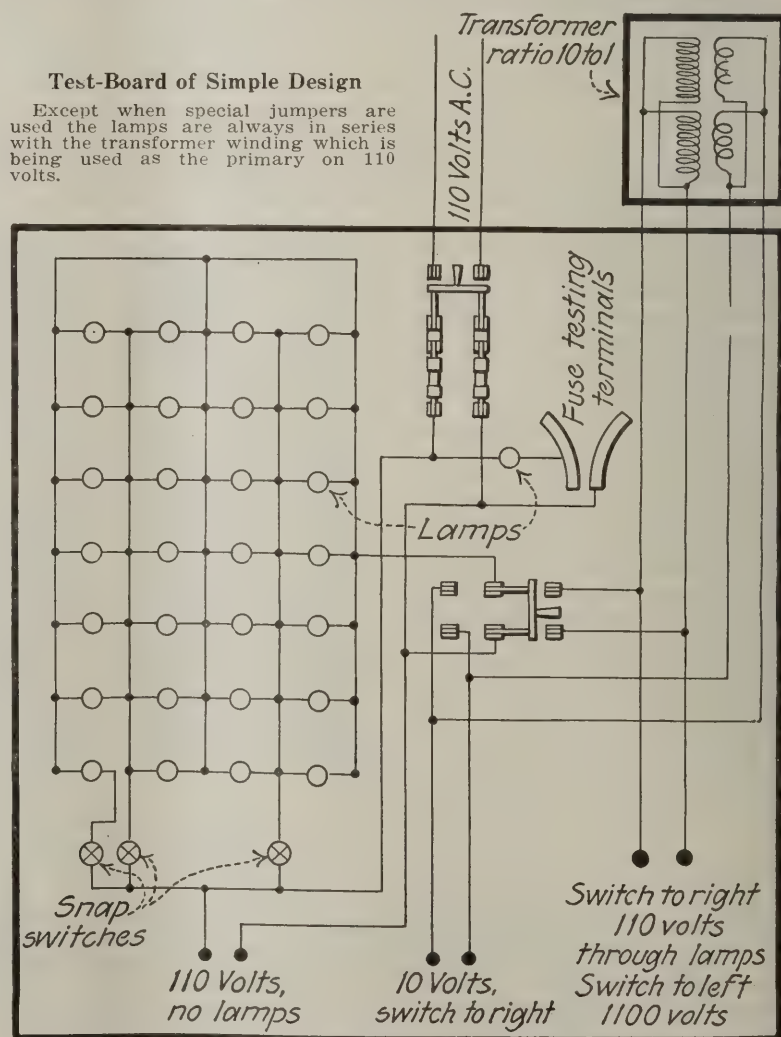 Test-Board of Simple Design
Except when special jumpers are
used the lamps are always in series
with the transformer winding which is
being used as the primary on 110
volts.
Transformer
ratio 10 to 1
110 Volts A.C.
Fuse testing
terminals
Lamps
Snap
switches
110 Volts,
no lamps
10 Volts,
switch to right
Switch to right
110 volts
through lamps
Switch to left
1100 volts